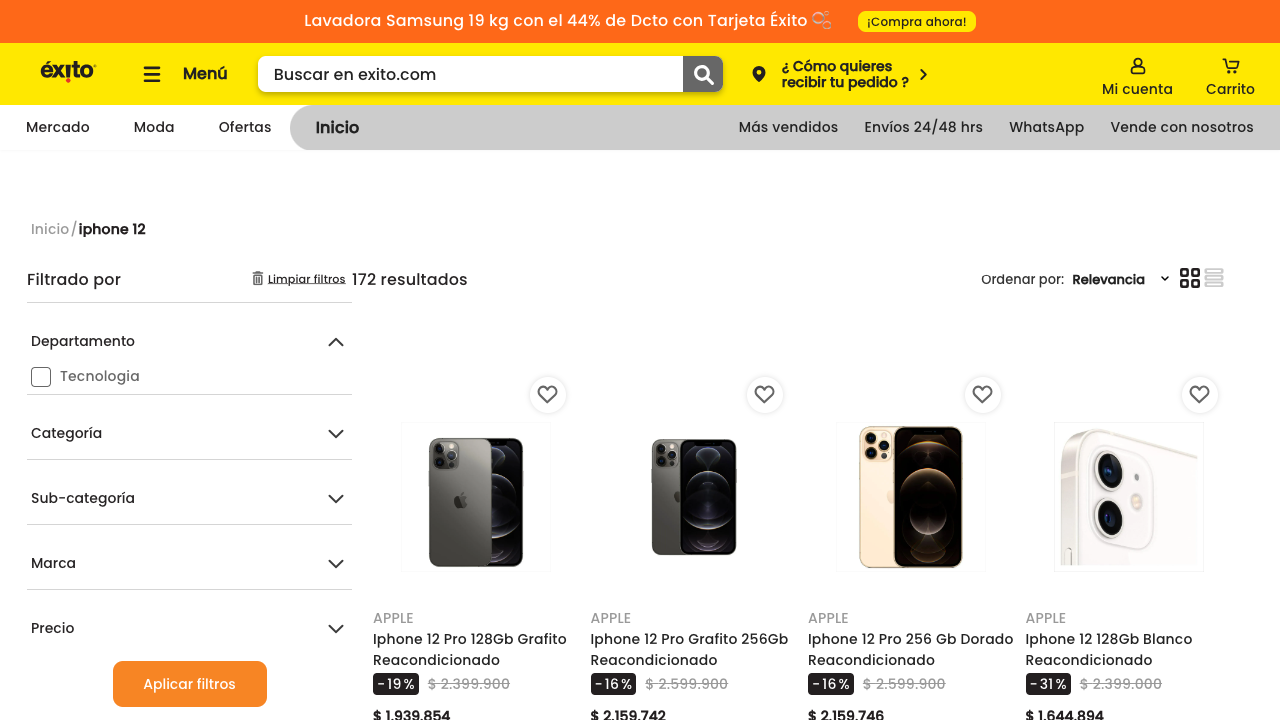 Lavadora Samsung 19 kg con el 44% de Dcto con Tarjeta Éxito
¡Compra ahora!
éxito
Menú
Buscar en exito.com
¿ Cómo quieres
recibir tu pedido ?
Mi cuenta
Carrito
Mercado
Moda
Ofertas
Inicio
Más vendidos
Envíos 24/48 hrs
WhatsApp
Vende con nosotros
Inicio / iphone 12
Filtrado por
Limpiar filtros
172 resultados
Ordenar por: Relevancia
Departamento
Tecnologia
Categoría
Sub-categoría
Marca
Precio
Aplicar filtros
APPLE
Iphone 12 Pro 128Gb Grafito
Reacondicionado
-19% $ 2.399.900
$ 1.939.854
APPLE
Iphone 12 Pro Grafito 256Gb
Reacondicionado
-16% $ 2.599.900
$ 2.159.742
APPLE
Iphone 12 Pro 256 Gb Dorado
Reacondicionado
-16% $ 2.599.900
$ 2.159.746
APPLE
Iphone 12 128Gb Blanco
Reacondicionado
-31% $ 2.399.000
$ 1.644.894